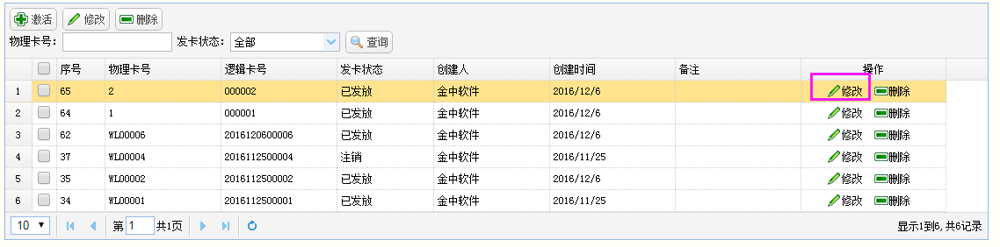 激活 修改 删除
物理卡号： 发卡状态： 全部 查询
序号 物理卡号 逻辑卡号 发卡状态 创建人 创建时间 备注 操作
1 65 2 000002 已发放 金中软件 2016/12/6 修改 删除
2 64 1 000001 已发放 金中软件 2016/12/6 修改 删除
3 62 WL00006 2016120600006 已发放 金中软件 2016/12/6 修改 删除
4 37 WL00004 2016112500004 注销 金中软件 2016/11/25 修改 删除
5 35 WL00002 2016112500002 已发放 金中软件 2016/12/6 修改 删除
6 34 WL00001 2016112500001 已发放 金中软件 2016/11/25 修改 删除
10 第 1 共1页 显示1到6,共6记录